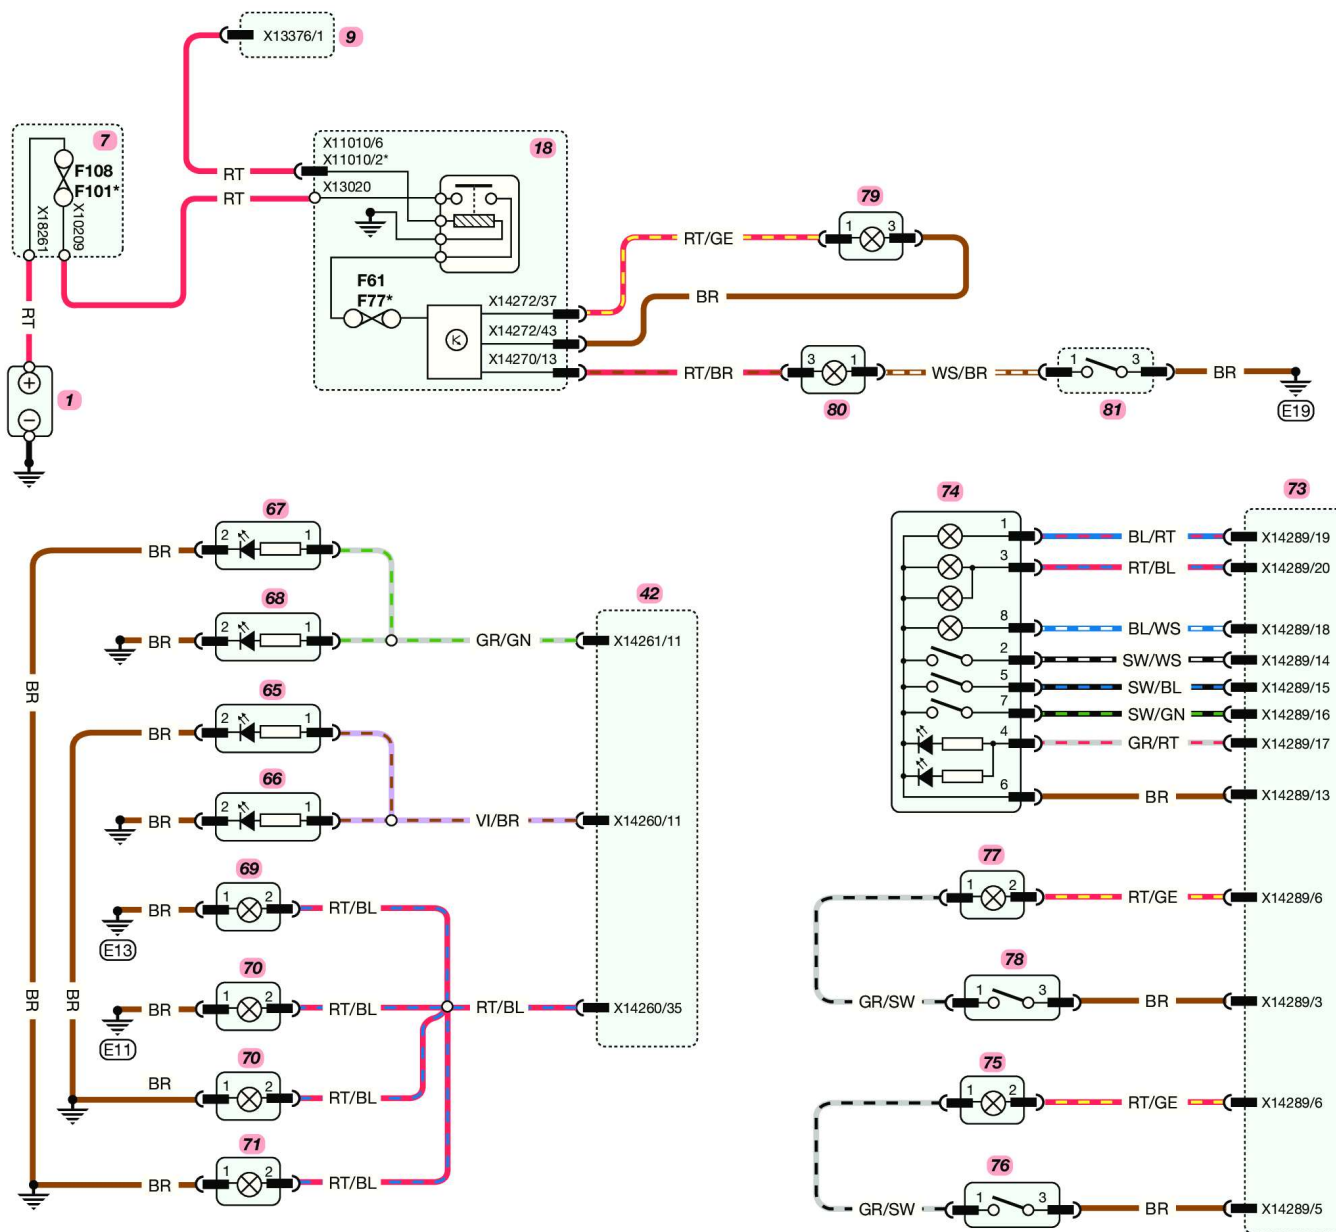 X13376/1 9
7
F108
F101*
X18261
X10209
RT
RT
RT
1
X11010/6
X11010/2*
X13020
18
F61
F77*
K
X14272/37
X14272/43
X14270/13
RT/GE
79
1 3
BR
RT/BR
3 1
80
WS/BR
1 3
81
BR
E19
67
BR 2 1
68
BR 2 1
GR/GN
42
X14261/11
BR
65
BR 2 1
66
BR 2 1
VI/BR
X14260/11
69
BR 1 2 RT/BL
E13
70
BR BR
BR 1 2 RT/BL
RT/BL
X14260/35
E11
70
BR 1 2 RT/BL
71
BR 1 2 RT/BL
74
73
1 BL/RT X14289/19
3 RT/BL X14289/20
8 BL/WS X14289/18
2 SW/WS X14289/14
5 SW/BL X14289/15
7 SW/GN X14289/16
4 GR/RT X14289/17
6 BR X14289/13
77
1 2 RT/GE X14289/6
78
GR/SW 1 3 BR X14289/3
75
1 2 RT/GE X14289/6
76
GR/SW 1 3 BR X14289/5